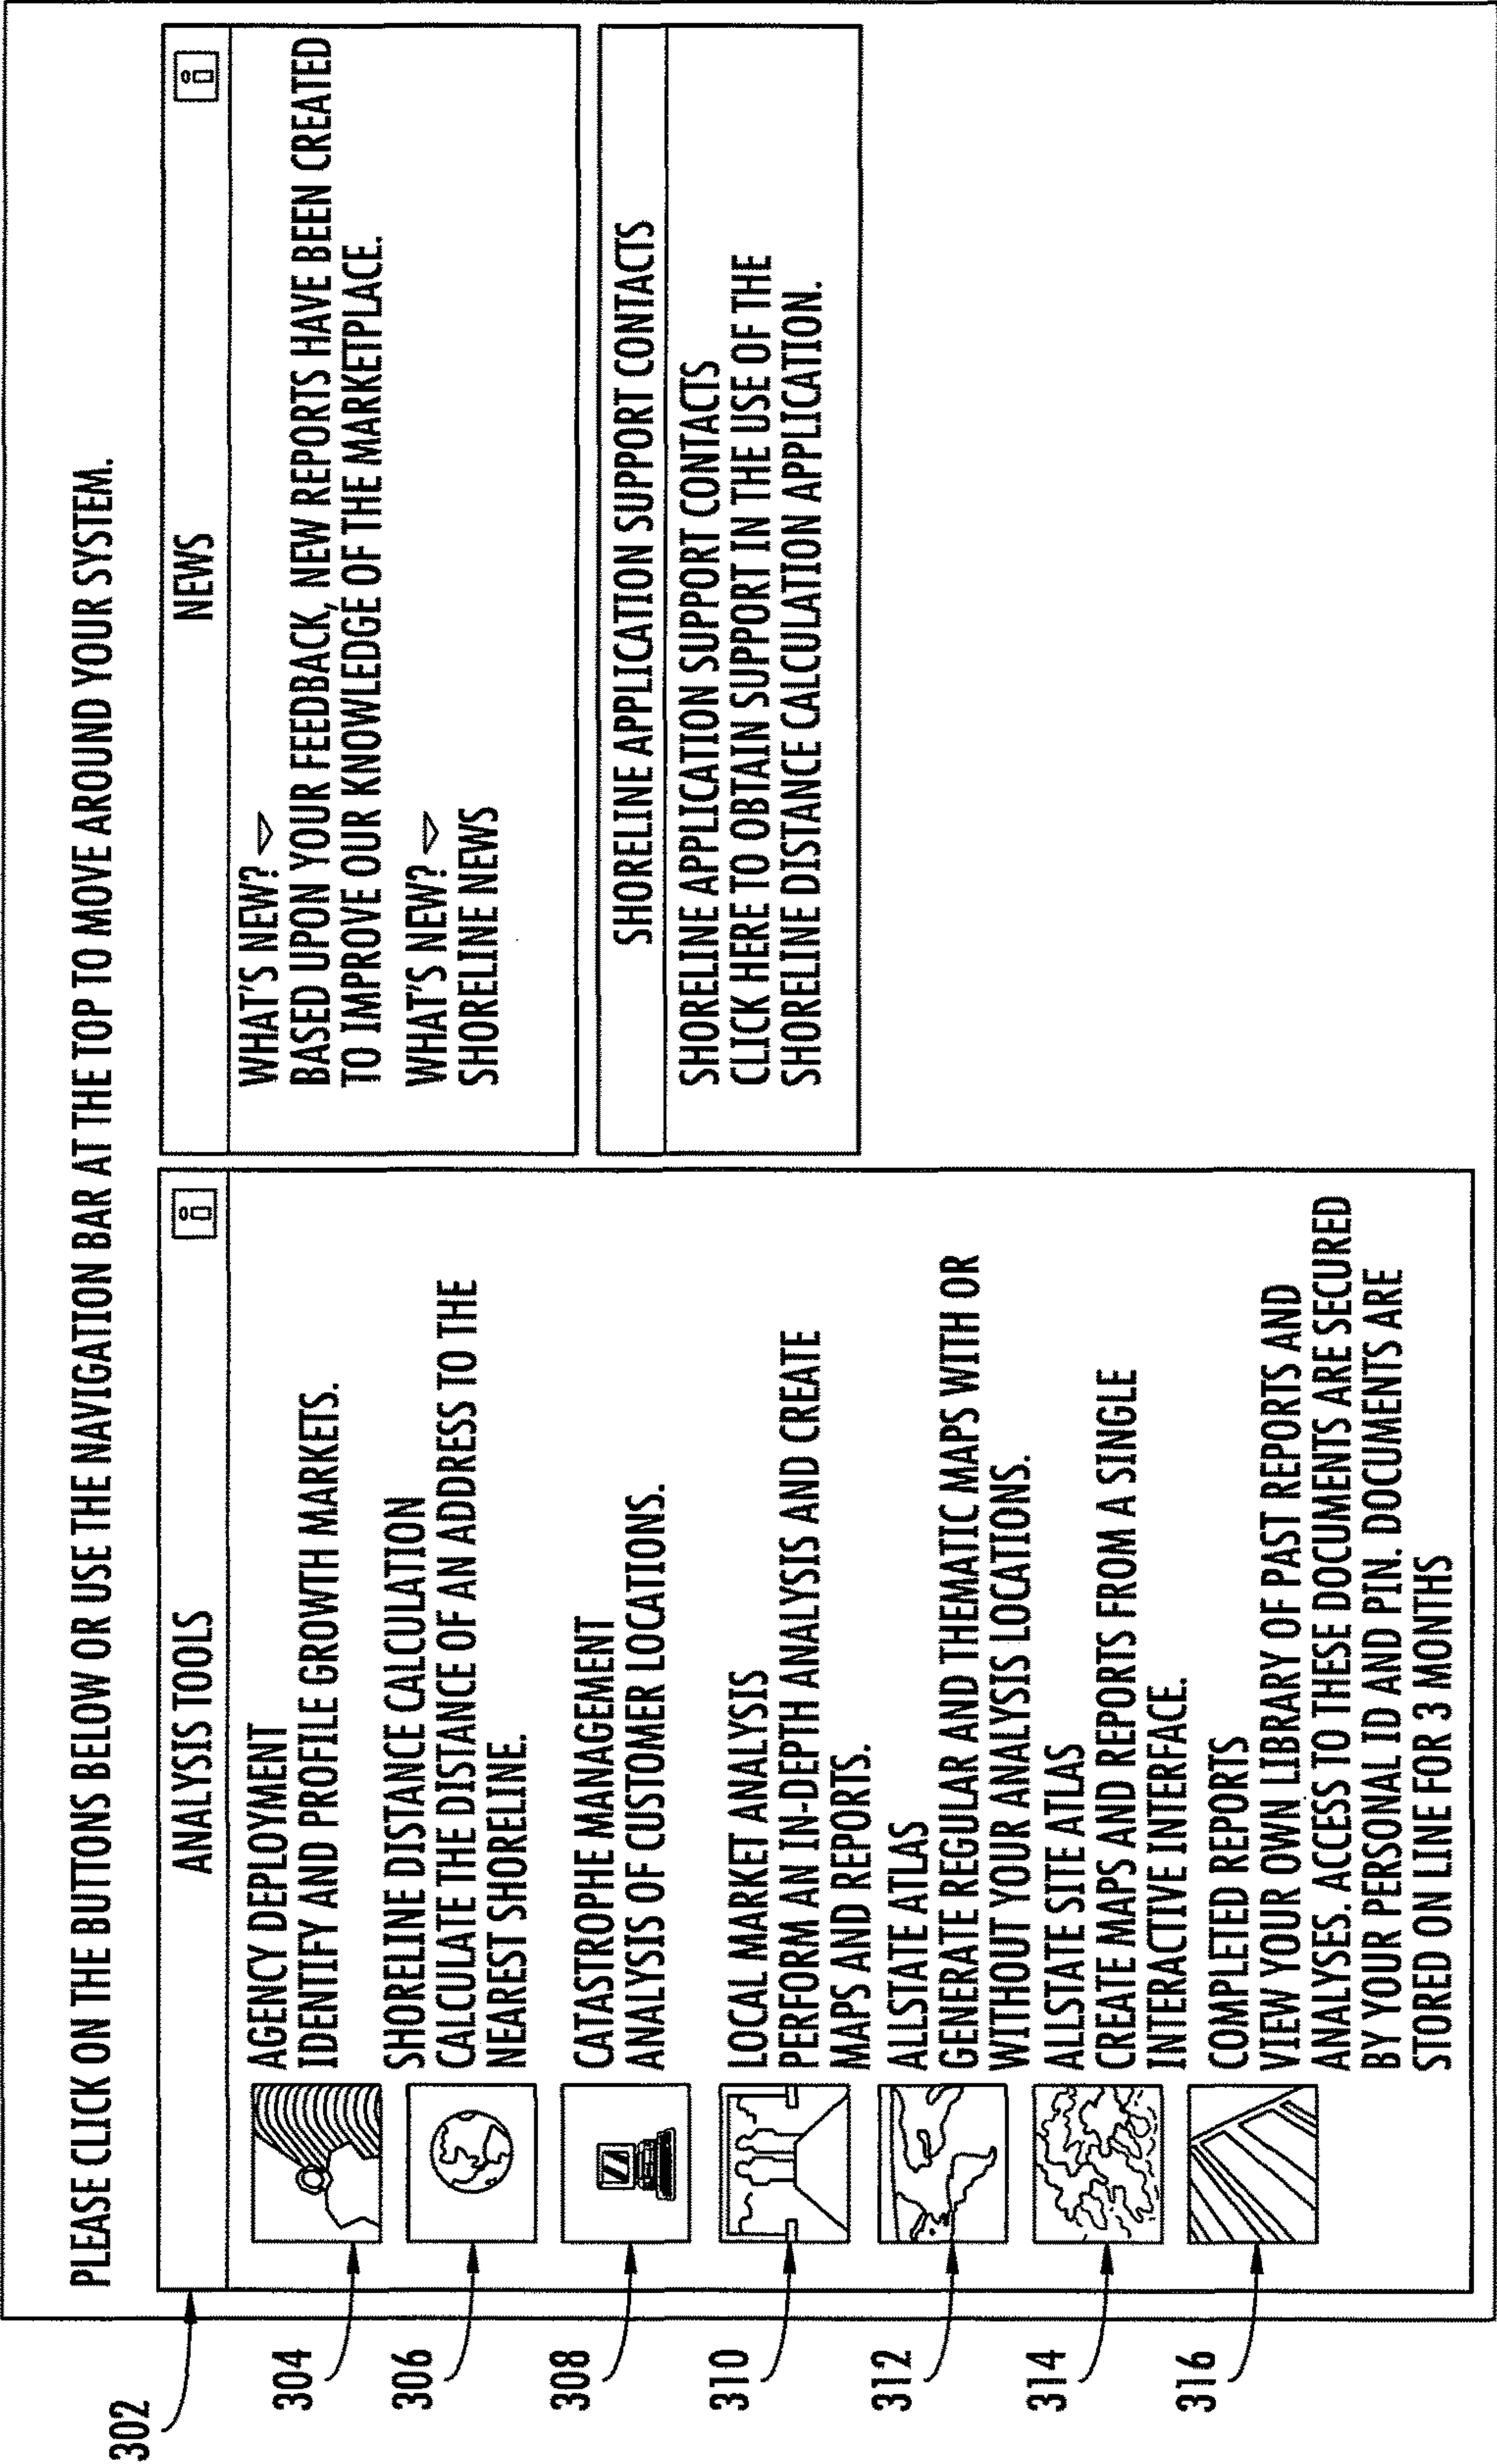 PLEASE CLICK ON THE BUTTONS BELOW OR USE THE NAVIGATION BAR AT THE TOP TO MOVE AROUND YOUR SYSTEM.
302
ANALYSIS TOOLS
i
304
AGENCY DEPLOYMENT
IDENTIFY AND PROFILE GROWTH MARKETS.
306
SHORELINE DISTANCE CALCULATION
CALCULATE THE DISTANCE OF AN ADDRESS TO THE
NEAREST SHORELINE.
308
CATASTROPHE MANAGEMENT
ANALYSIS OF CUSTOMER LOCATIONS.
310
LOCAL MARKET ANALYSIS
PERFORM AN IN-DEPTH ANALYSIS AND CREATE
MAPS AND REPORTS.
312
ALLSTATE ATLAS
GENERATE REGULAR AND THEMATIC MAPS WITH OR
WITHOUT YOUR ANALYSIS LOCATIONS.
314
ALLSTATE SITE ATLAS
CREATE MAPS AND REPORTS FROM A SINGLE
INTERACTIVE INTERFACE.
316
COMPLETED REPORTS
VIEW YOUR OWN LIBRARY OF PAST REPORTS AND
ANALYSES. ACCESS TO THESE DOCUMENTS ARE SECURED
BY YOUR PERSONAL ID AND PIN. DOCUMENTS ARE
STORED ON LINE FOR 3 MONTHS
NEWS
i
WHAT'S NEW?
BASED UPON YOUR FEEDBACK, NEW REPORTS HAVE BEEN CREATED
TO IMPROVE OUR KNOWLEDGE OF THE MARKETPLACE.
WHAT'S NEW?
SHORELINE NEWS
SHORELINE APPLICATION SUPPORT CONTACTS
SHORELINE APPLICATION SUPPORT CONTACTS
CLICK HERE TO OBTAIN SUPPORT IN THE USE OF THE
SHORELINE DISTANCE CALCULATION APPLICATION.